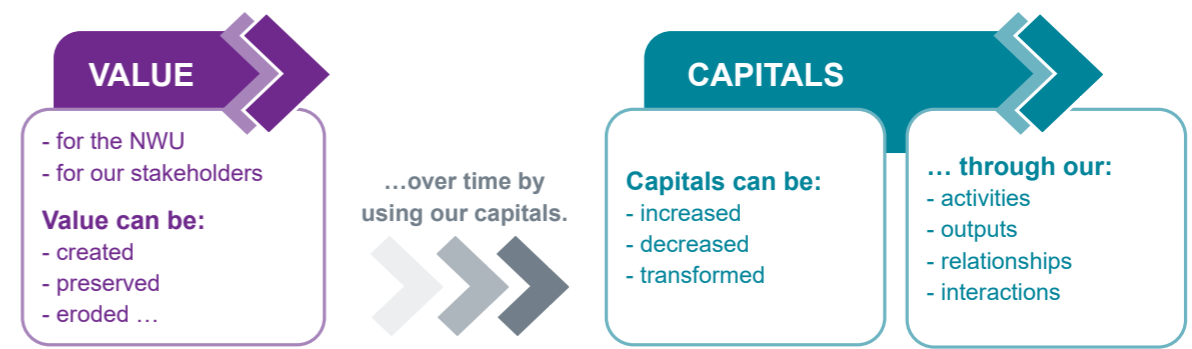 VALUE
- for the NWU
- for our stakeholders
Value can be:
- created
- preserved
- eroded …
…over time by
using our capitals.
CAPITALS
Capitals can be:
- increased
- decreased
- transformed
… through our:
- activities
- outputs
- relationships
- interactions